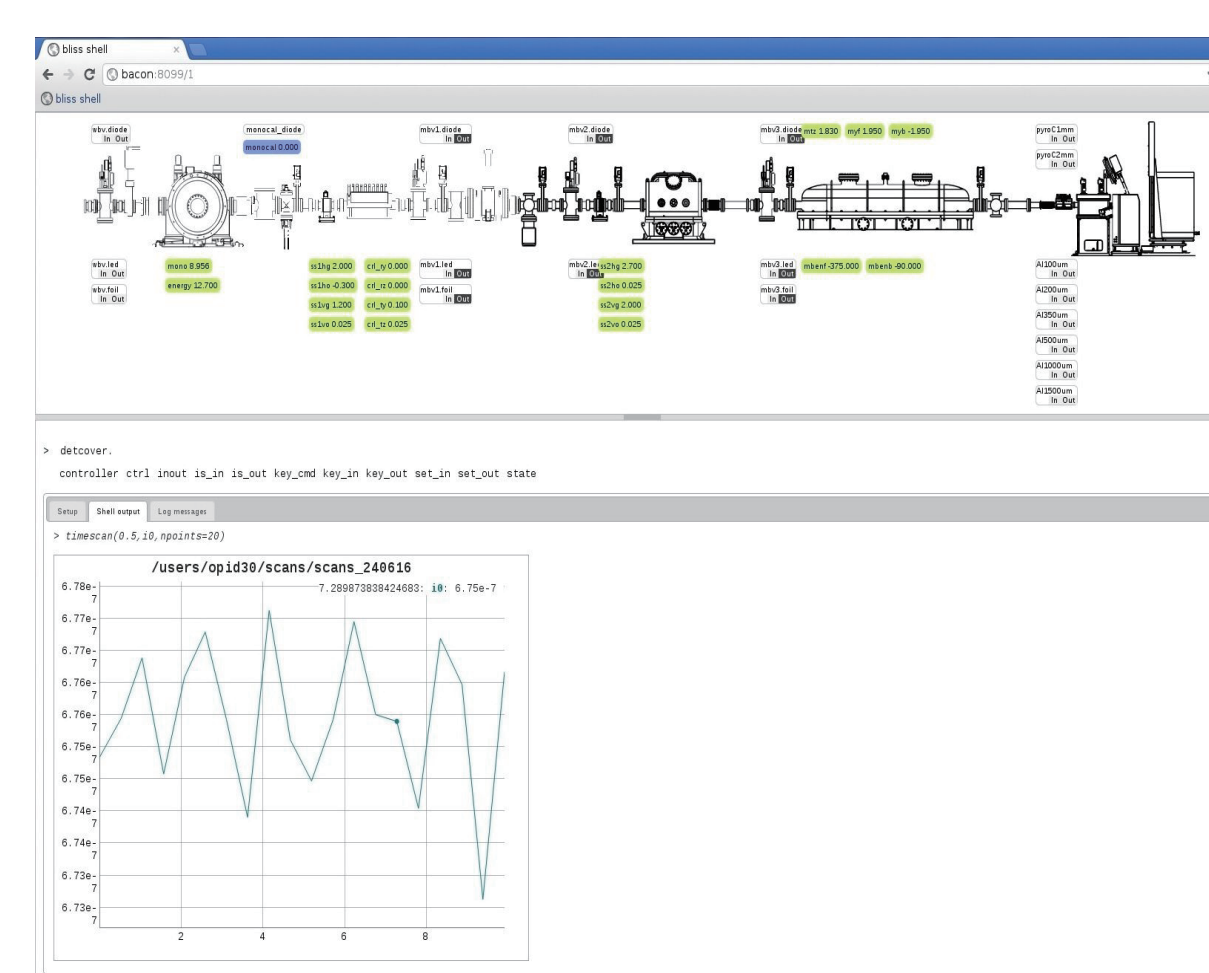 bliss shell
bacon:8099/1
bliss shell
wbv.diode
In Out
monocal_diode
monocal 0.000
mbv1.diode
In Out
mbv2.diode
In Out
mbv3.diode
In Out
mtz 1.830 myf 1.950 myb -1.950
pyroC1mm
In Out
pyroC2mm
In Out
wbv.led
In Out
wbv.foil
In Out
mono 8.956
energy 12.700
ss1hg 2.000
ss1ho -0.300
ss1vg 1.200
ss1vo 0.025
crl_ry 0.000
crl_rz 0.000
crl_ty 0.100
crl_tz 0.025
mbv1.led
In Out
mbv1.foil
In Out
In
ss2hg 2.700
ss2ho 0.025
ss2vg 2.000
ss2vo 0.025
mbv3.led
In Out
mbv3.foil
In Out
mbenf -375.000 mbenb -90.000
Al100um
In Out
Al200um
In Out
Al350um
In Out
Al500um
In Out
Al1000um
In Out
Al1500um
In Out
> detcover.
controller ctrl inout is_in is_out key_cmd key_in key_out set_in set_out state
Setup Shell output Log messages
> timescan(0.5,i0,npoints=20)
/users/opid30/scans/scans_240616
7.289873838424683: i0: 6.75e-7
6.78e-
7
6.77e-
7
6.77e-
7
6.76e-
7
6.76e-
7
6.75e-
7
6.75e-
7
6.74e-
7
6.74e-
7
6.73e-
7
6.73e-
7
2 4 6 8